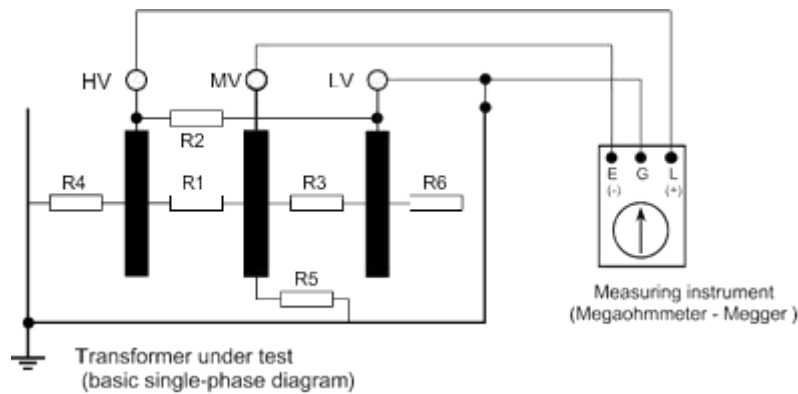 HV
MV
LV
R2
R4
R1
R3
R6
R5
E
G
L
(-)
(+)
Measuring instrument
(Megaohmmeter - Megger )
Transformer under test
(basic single-phase diagram)